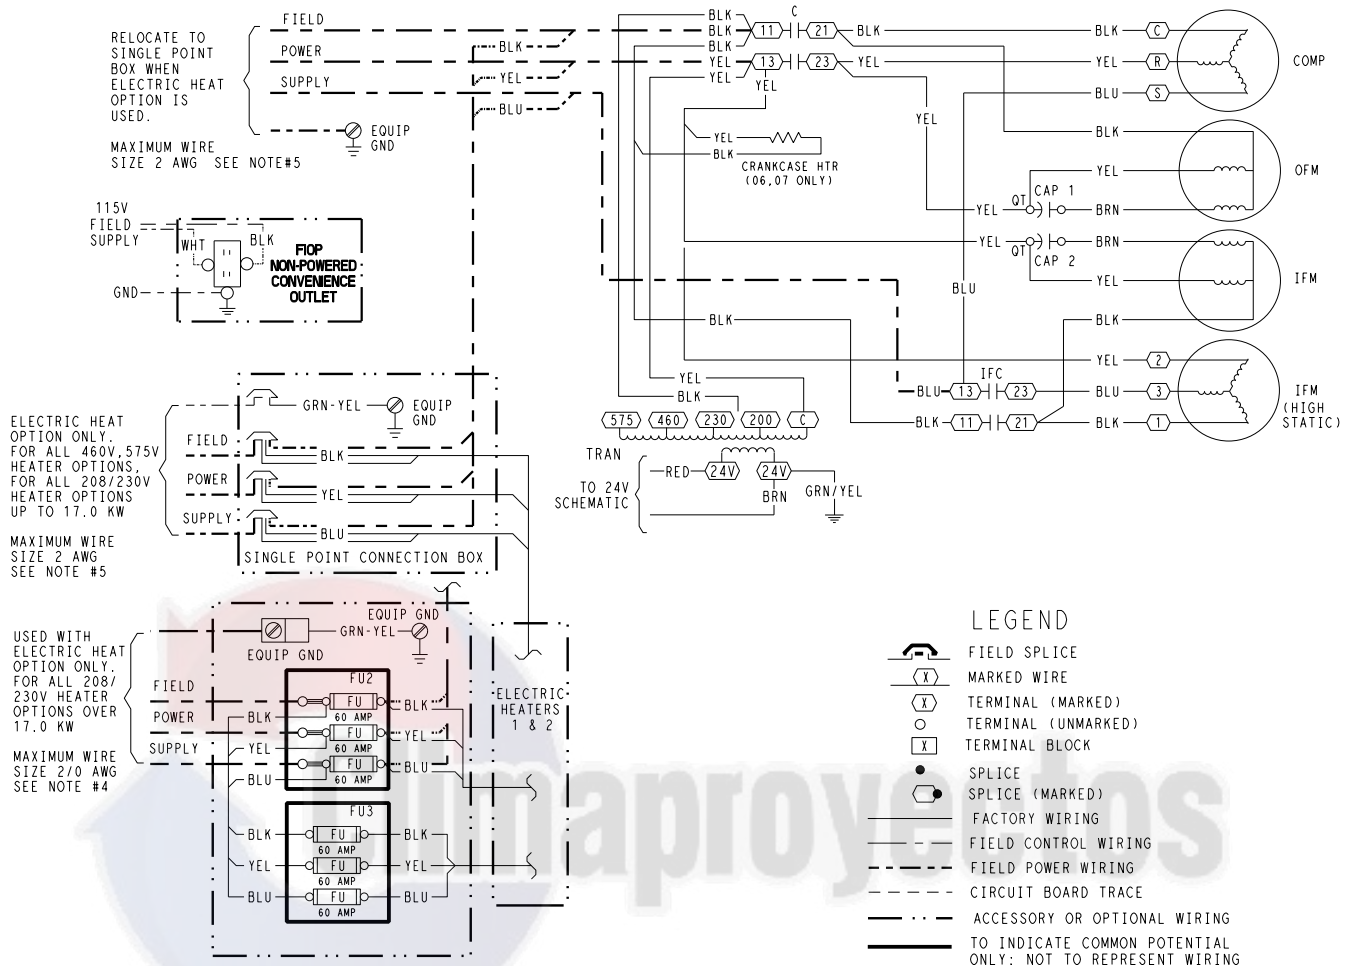 FIELD
POWER
SUPPLY
RELOCATE TO
SINGLE POINT
BOX WHEN
ELECTRIC HEAT
OPTION IS
USED.
MAXIMUM WIRE
SIZE 2 AWG SEE NOTE#5
EQUIP
GND
BLK
YEL
BLU
BLK
BLK
BLK
YEL
YEL
11
C
21
BLK
13
23
YEL
YEL
YEL
BLK
CRANKCASE HTR
(06,07 ONLY)
YEL
BLK
C
YEL
R
BLU
S
COMP
BLK
YEL
OFM
QT
CAP 1
YEL
BRN
YEL
BRN
QT
CAP 2
YEL
IFM
BLU
BLK
BLK
YEL
2
IFC
BLU
13
23
BLU
3
BLK
11
21
BLK
1
IFM
(HIGH
STATIC)
115V
FIELD
SUPPLY
WHT
BLK
GND
FIOP
NON-POWERED
CONVENIENCE
OUTLET
YEL
BLK
575
460
230
200
C
TRAN
RED
24V
24V
TO 24V
SCHEMATIC
BRN
GRN/YEL
ELECTRIC HEAT
OPTION ONLY.
FOR ALL 460V,575V
HEATER OPTIONS,
FOR ALL 208/230V
HEATER OPTIONS
UP TO 17.0 KW
MAXIMUM WIRE
SIZE 2 AWG
SEE NOTE #5
FIELD
POWER
SUPPLY
GRN-YEL
EQUIP
GND
BLK
YEL
BLU
SINGLE POINT CONNECTION BOX
USED WITH
ELECTRIC HEAT
OPTION ONLY.
FOR ALL 208/
230V HEATER
OPTIONS OVER
17.0 KW
MAXIMUM WIRE
SIZE 2/0 AWG
SEE NOTE #4
FIELD
POWER
SUPPLY
EQUIP GND
GRN-YEL
EQUIP GND
FU2
BLK
FU
BLK
60 AMP
YEL
FU
YEL
60 AMP
BLU
FU
BLU
60 AMP
FU3
BLK
FU
BLK
60 AMP
YEL
FU
YEL
60 AMP
BLU
FU
BLU
60 AMP
ELECTRIC
HEATERS
1 & 2
LEGEND
FIELD SPLICE
X
MARKED WIRE
X
TERMINAL (MARKED)
TERMINAL (UNMARKED)
X
TERMINAL BLOCK
SPLICE
SPLICE (MARKED)
FACTORY WIRING
FIELD CONTROL WIRING
FIELD POWER WIRING
CIRCUIT BOARD TRACE
ACCESSORY OR OPTIONAL WIRING
TO INDICATE COMMON POTENTIAL
ONLY: NOT TO REPRESENT WIRING
climaproyectos